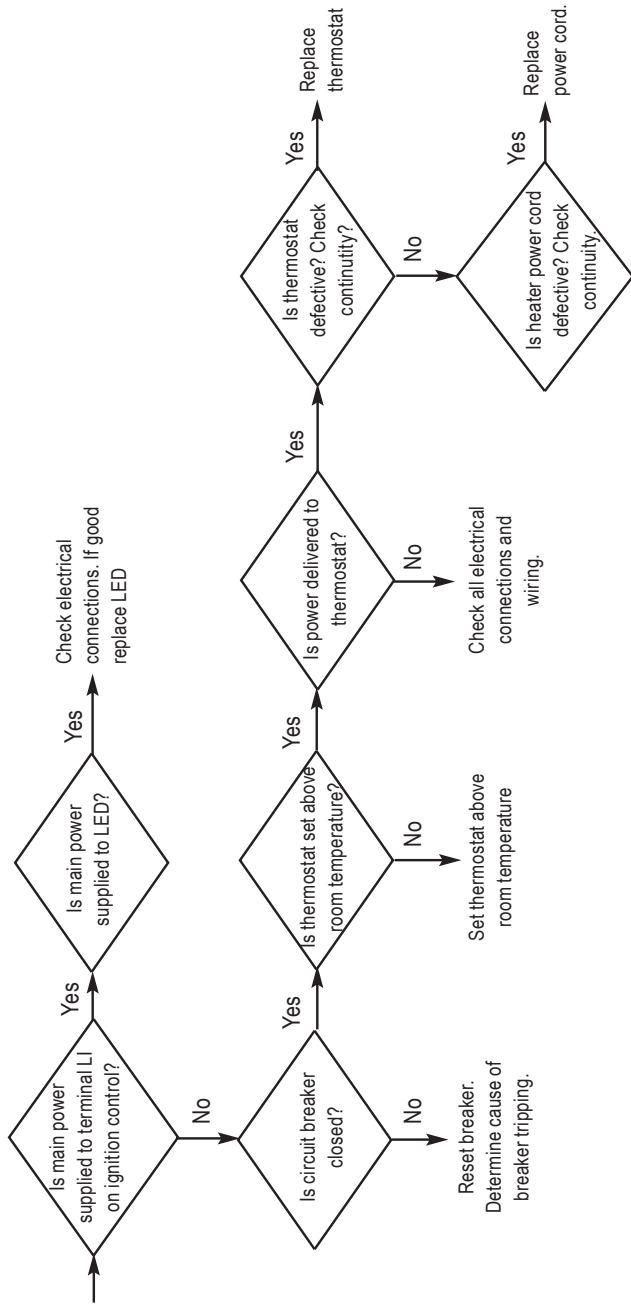 Is main power
supplied to terminal LI
on ignition control?
Yes
Is main power
supplied to LED?
Yes
Check electrical
connections. If good
replace LED
No
Is circuit breaker
closed?
Yes
Is thermostat set above
room temperature?
Yes
Is power delivered to
thermostat?
Yes
Is thermostat
defective? Check
continutity?
Yes
Replace
thermostat
No
Reset breaker.
Determine cause of
breaker tripping.
No
Set thermostat above
room temperature
No
Check all electrical
connections and
wiring.
No
Is heater power cord
defective? Check
continuity.
Yes
Replace
power cord.